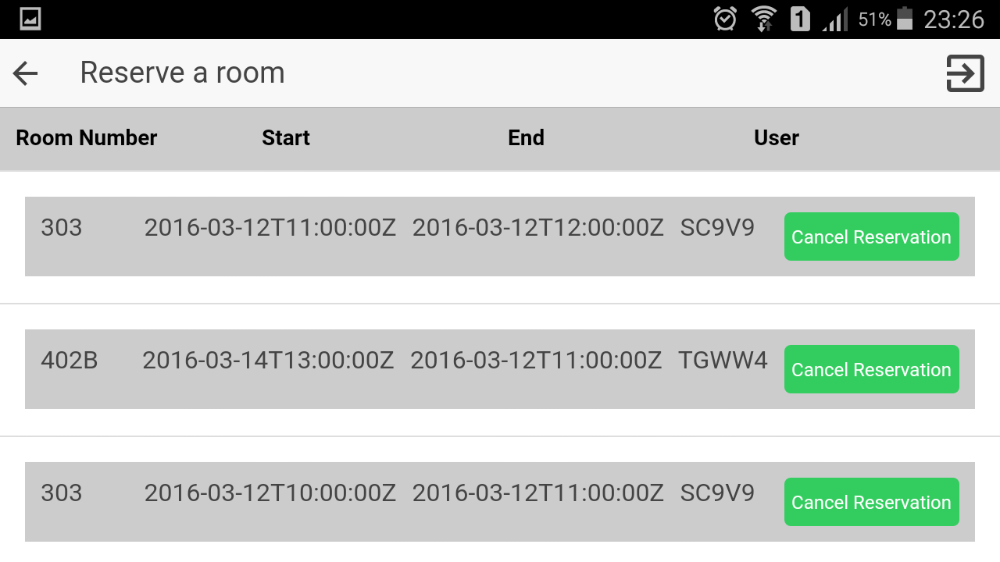 1 51% 23:26
Reserve a room
Room Number Start End User
303 2016-03-12T11:00:00Z 2016-03-12T12:00:00Z SC9V9 Cancel Reservation
402B 2016-03-14T13:00:00Z 2016-03-12T11:00:00Z TGWW4 Cancel Reservation
303 2016-03-12T10:00:00Z 2016-03-12T11:00:00Z SC9V9 Cancel Reservation